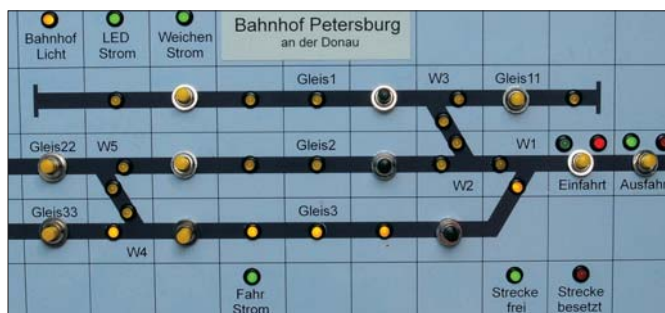 Bahnhof Petersburg
an der Donau
Bahnhof
Licht
LED
Strom
Weichen
Strom
Gleis1
W3
Gleis11
Gleis22
W5
Gleis2
W1
W2
Einfahrt
Ausfahrt
Gleis33
Gleis3
W4
Fahr
Strom
Strecke
frei
Strecke
besetzt